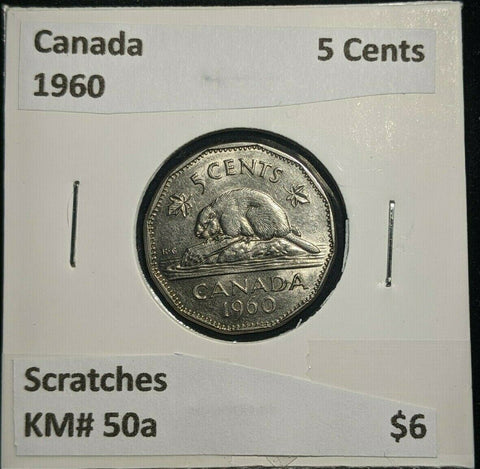 Canada 5 Cents
1960
5 CENTS
K·G
CANADA
1960
Scratches
KM# 50a $6